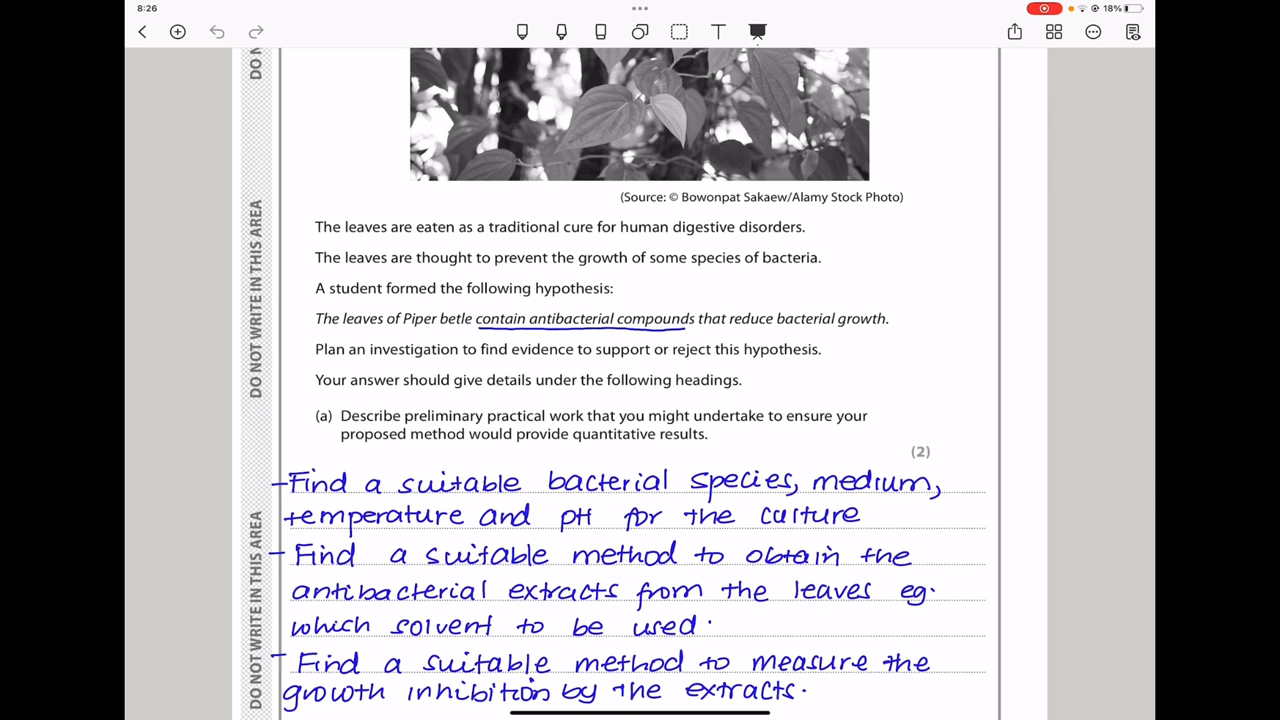 8:26
18%
DO N
(Source: © Bowonpat Sakaew/Alamy Stock Photo)
The leaves are eaten as a traditional cure for human digestive disorders.
The leaves are thought to prevent the growth of some species of bacteria.
A student formed the following hypothesis:
The leaves of Piper betle contain antibacterial compounds that reduce bacterial growth.
Plan an investigation to find evidence to support or reject this hypothesis.
Your answer should give details under the following headings.
(a) Describe preliminary practical work that you might undertake to ensure your
proposed method would provide quantitative results.
(2)
-Find a suitable bacterial species, medium,
temperature and pH for the culture
- Find a suitable method to obtain the
antibacterial extracts from the leaves eg.
which solvent to be used.
- Find a suitable method to measure the
growth inhibition by the extracts.
DO NOT WRITE IN THIS AREA
DO NOT WRITE IN THIS AREA